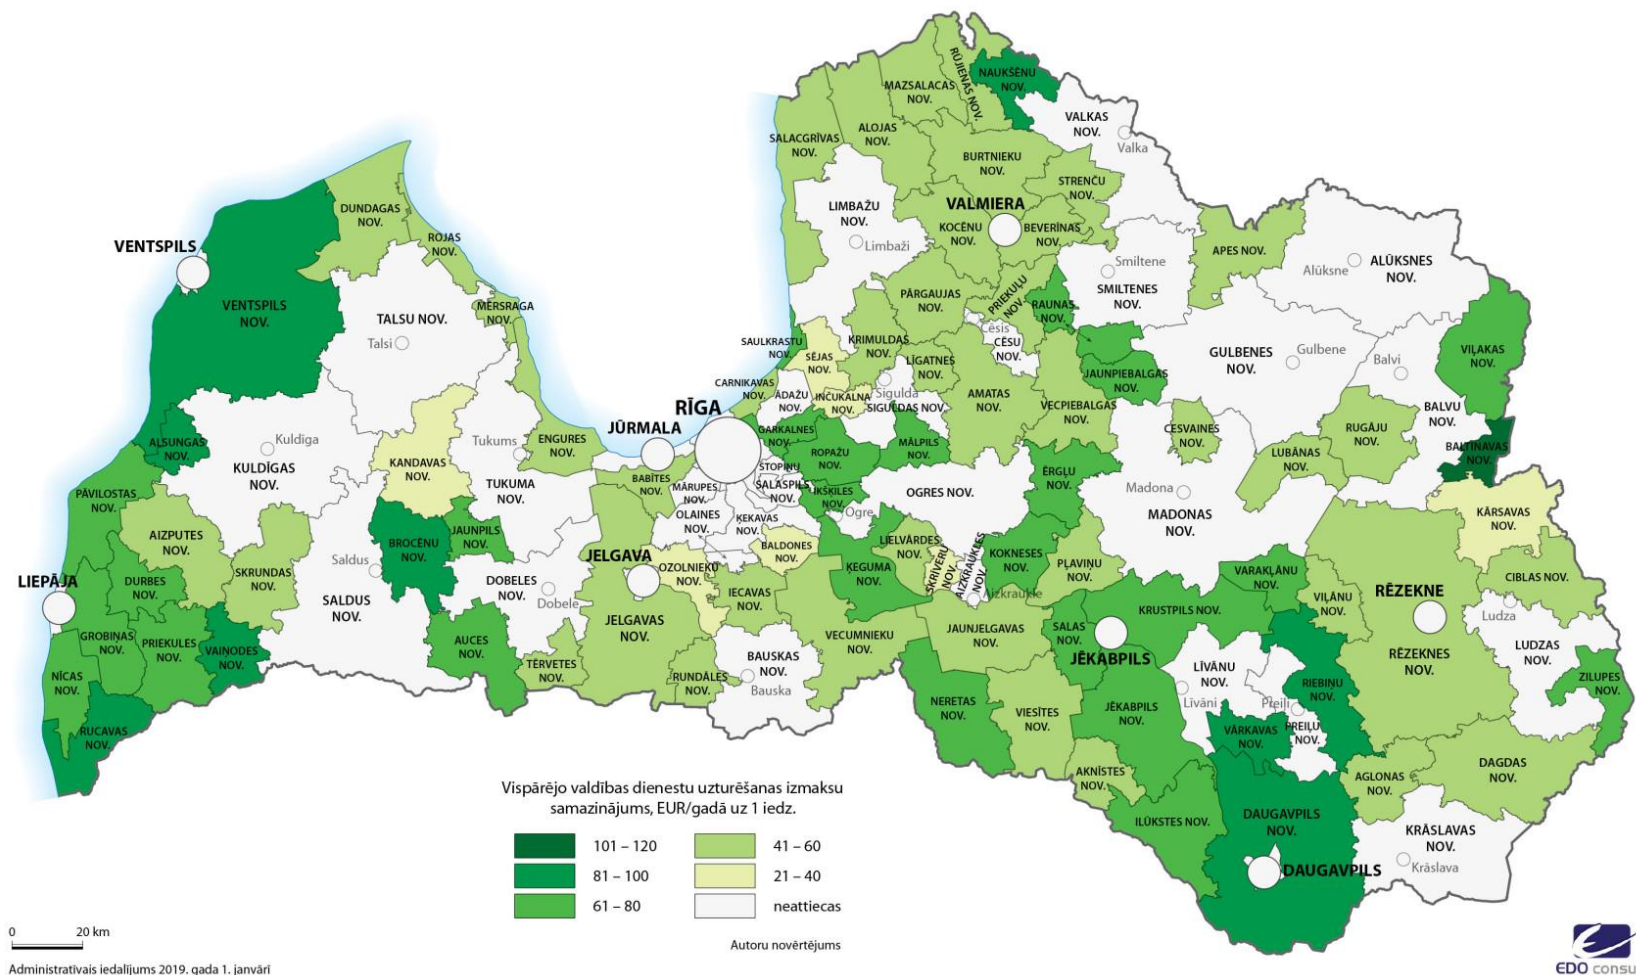 RŪJIENAS NOV.
NAUKŠĒNU
NOV.
MAZSALACAS
NOV.
VALKAS
NOV.
Valka
SALACGRĪVAS
NOV.
ALOJAS
NOV.
BURTNIEKU
NOV.
STRENČU
NOV.
DUNDAGAS
NOV.
LIMBAŽU
NOV.
Limbaži
VALMIERA
KOCĒNU
NOV.
BEVERĪNAS
NOV.
VENTSPILS
ROJAS
NOV.
APES NOV.
Smiltene
SMILTENES
NOV.
Alūksne
ALŪKSNES
NOV.
VENTSPILS
NOV.
MĒRSRAGA
NOV.
TALSU NOV.
Talsi
PĀRGAUJAS
NOV.
PRIEKUĻU
NOV.
RAUNAS
NOV.
Cēsis
CĒSU
NOV.
SAULKRASTU
NOV.
SĒJAS
NOV.
KRIMULDAS
NOV.
LĪGATNES
NOV.
GULBENES
NOV.
Gulbene
Balvi
VIĻAKAS
NOV.
JAUNPIEBALGAS
NOV.
CARNIKAVAS
NOV.
ĀDAŽU
NOV.
INČUKALNA
NOV.
Sigulda
SIGULDAS NOV.
AMATAS
NOV.
VECPIEBALGAS
NOV.
RĪGA
JŪRMALA
GARKALNES
NOV.
ROPAŽU
NOV.
MĀLPILS
NOV.
CESVAINES
NOV.
RUGĀJU
NOV.
BALVU
NOV.
BALTINAVAS
NOV.
LUBĀNAS
NOV.
ALSUNGAS
NOV.
Kuldīga
KULDĪGAS
NOV.
KANDAVAS
NOV.
Tukums
TUKUMA
NOV.
ENGURES
NOV.
BABĪTES
NOV.
MĀRUPES
NOV.
STOPIŅU
SALASPILS
NOV.
IKŠĶILES
NOV.
Ogre
OGRES NOV.
ĒRGĻU
NOV.
Madona
MADONAS
NOV.
KĀRSAVAS
NOV.
PĀVILOSTAS
NOV.
OLAINES
NOV.
ĶEKAVAS
NOV.
AIZPUTES
NOV.
SKRUNDAS
NOV.
BROCĒNU
NOV.
JAUNPILS
NOV.
JELGAVA
OZOLNIEKU
NOV.
BALDONES
NOV.
ĶEGUMA
NOV.
LIELVĀRDES
NOV.
SKRĪVERU
NOV.
AIZKRAUKLES
NOV.
Aizkraukle
KOKNESES
NOV.
PĻAVIŅU
NOV.
VARAKĻĀNU
NOV.
VIĻĀNU
NOV.
RĒZEKNE
CIBLAS NOV.
LIEPĀJA
DURBES
NOV.
Saldus
SALDUS
NOV.
DOBELES
NOV.
Dobele
JELGAVAS
NOV.
IECAVAS
NOV.
VECUMNIEKU
NOV.
JAUNJELGAVAS
NOV.
SALAS
NOV.
KRUSTPILS NOV.
JĒKABPILS
Ludza
LUDZAS
NOV.
GROBIŅAS
NOV.
PRIEKULES
NOV.
VAIŅODES
NOV.
AUCES
NOV.
TĒRVETES
NOV.
RUNDĀLES
NOV.
BAUSKAS
NOV.
Bauska
NĪCAS
NOV.
RUCAVAS
NOV.
NERETAS
NOV.
VIESĪTES
NOV.
JĒKABPILS
NOV.
LĪVĀNU
NOV.
Līvāni
Preiļi
PREIĻU
NOV.
RIEBIŅU
NOV.
VĀRKAVAS
NOV.
RĒZEKNES
NOV.
ZILUPES
NOV.
AKNĪSTES
NOV.
ILŪKSTES NOV.
DAUGAVPILS
NOV.
DAUGAVPILS
AGLONAS
NOV.
DAGDAS
NOV.
KRĀSLAVAS
NOV.
Krāslava
Vispārējo valdības dienestu uzturēšanas izmaksu
samazinājums, EUR/gadā uz 1 iedz.
101 – 120
81 – 100
61 – 80
41 – 60
21 – 40
neattiecas
Autoru novērtējums
0 20 km
Administratīvais iedalījums 2019. gada 1. janvārī
EDO consu